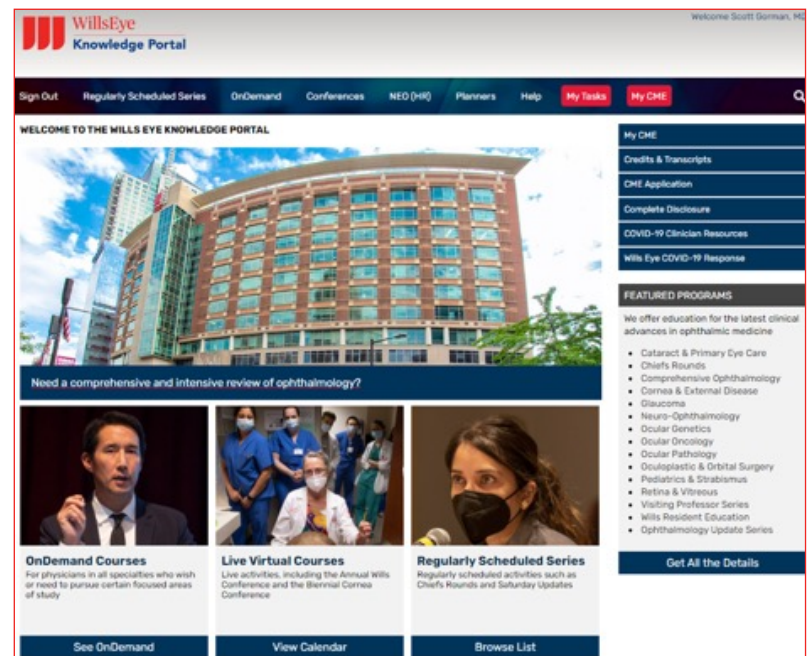 WillsEye
Knowledge Portal
Welcome Scott Gorman, MD
Sign Out
Regularly Scheduled Series
OnDemand
Conferences
NEO (HR)
Planners
Help
My Tasks
My CME
WELCOME TO THE WILLS EYE KNOWLEDGE PORTAL
Need a comprehensive and intensive review of ophthalmology?
OnDemand Courses
For physicians in all specialties who wish
or need to pursue certain focused areas
of study
See OnDemand
Live Virtual Courses
Live activities, including the Annual Wills
Conference and the Biennial Cornea
Conference
View Calendar
Regularly Scheduled Series
Regularly scheduled activities such as
Chiefs Rounds and Saturday Updates
Browse List
My CME
Credits & Transcripts
CME Application
Complete Disclosure
COVID-19 Clinician Resources
Wills Eye COVID-19 Response
FEATURED PROGRAMS
We offer education for the latest clinical
advances in ophthalmic medicine
Cataract & Primary Eye Care
Chiefs Rounds
Comprehensive Ophthalmology
Cornea & External Disease
Glaucoma
Neuro-Ophthalmology
Ocular Genetics
Ocular Oncology
Ocular Pathology
Oculoplastic & Orbital Surgery
Pediatrics & Strabismus
Retina & Vitreous
Visiting Professor Series
Wills Resident Education
Ophthalmology Update Series
Get All the Details